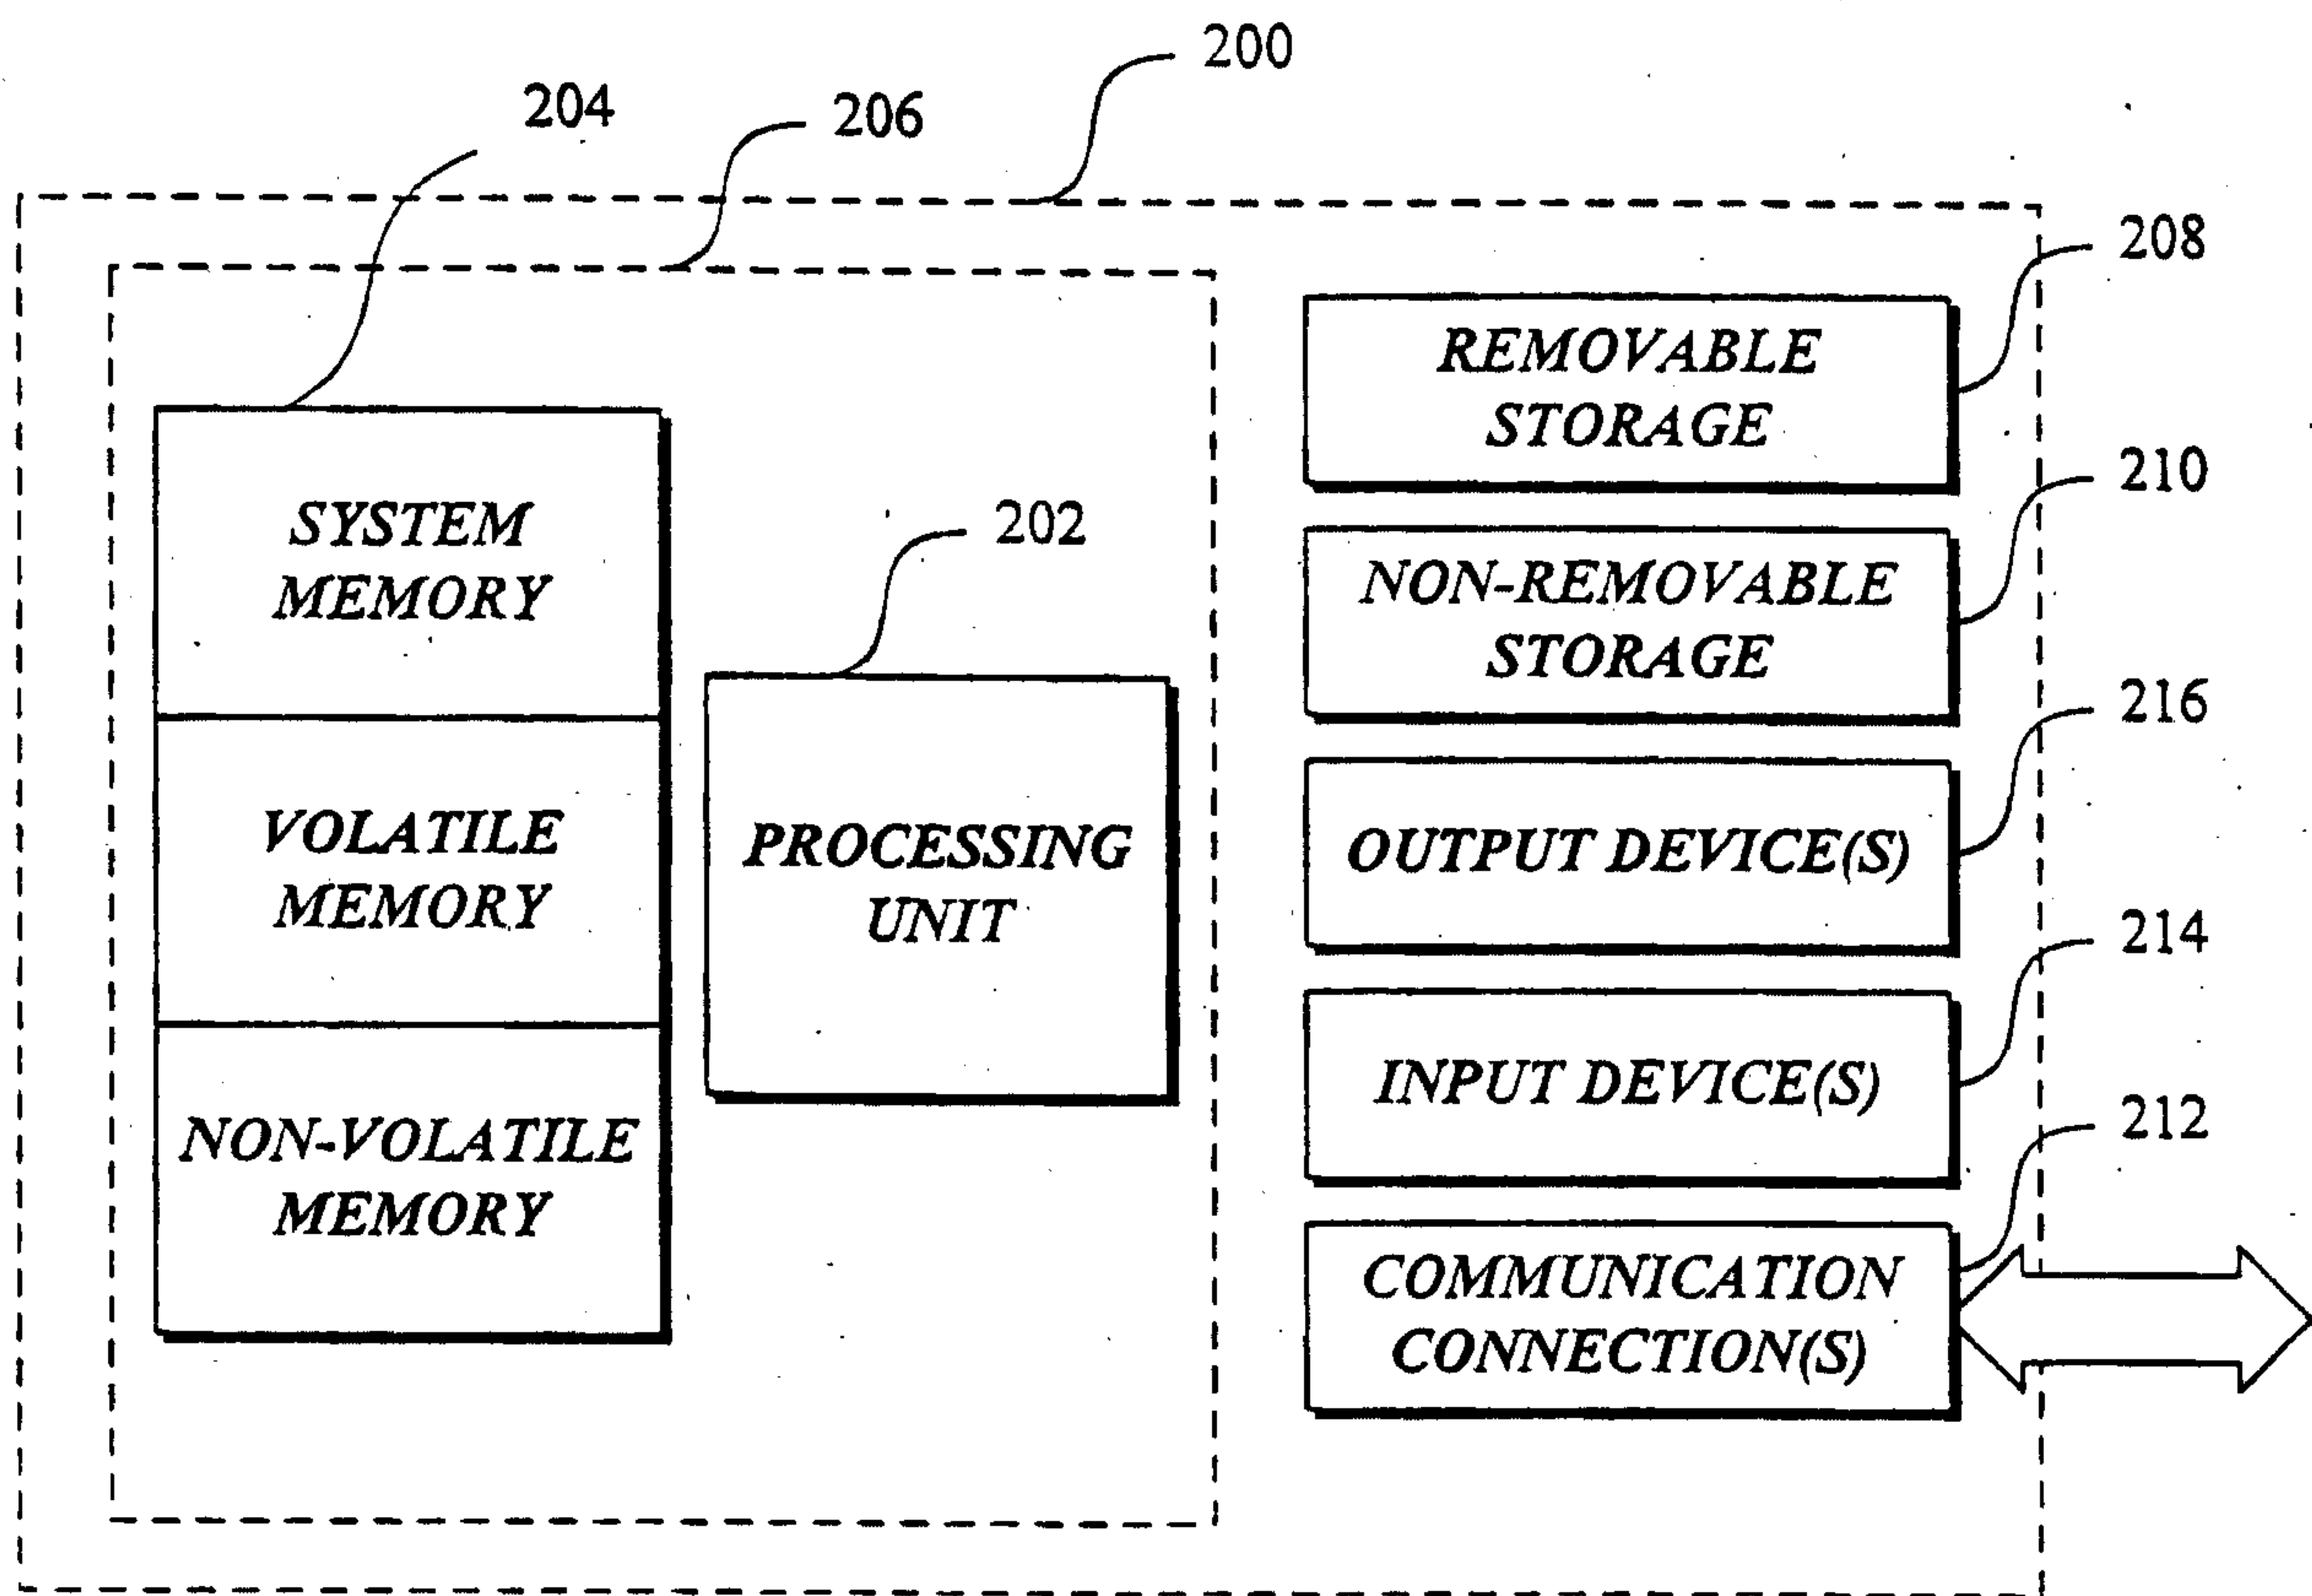 200
204
206
208
REMOVABLE
STORAGE
210
SYSTEM
MEMORY
202
NON-REMOVABLE
STORAGE
216
VOLATILE
MEMORY
PROCESSING
UNIT
OUTPUT DEVICE(S)
214
INPUT DEVICE(S)
212
NON-VOLATILE
MEMORY
COMMUNICATION
CONNECTION(S)